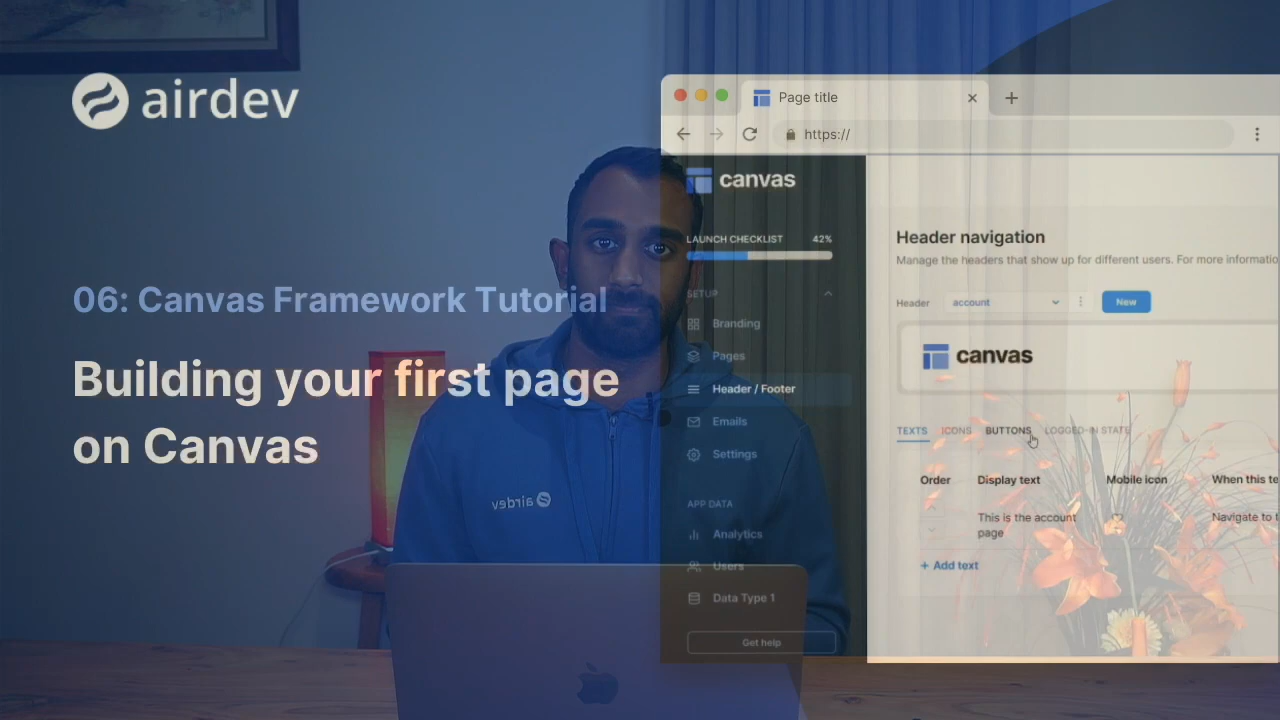 airdev
06: Canvas Framework Tutorial
Building your first page
on Canvas
airdev
Page title
https://
canvas
LAUNCH CHECKLIST 42%
SETUP
Branding
Pages
Header / Footer
Emails
Settings
APP DATA
Analytics
Users
Data Type 1
Get help
Header navigation
Manage the headers that show up for different users. For more informatio
Header account New
canvas
TEXTS ICONS BUTTONS LOGGED-IN STATE
Order Display text Mobile icon When this te
This is the account Navigate to t
page
+ Add text